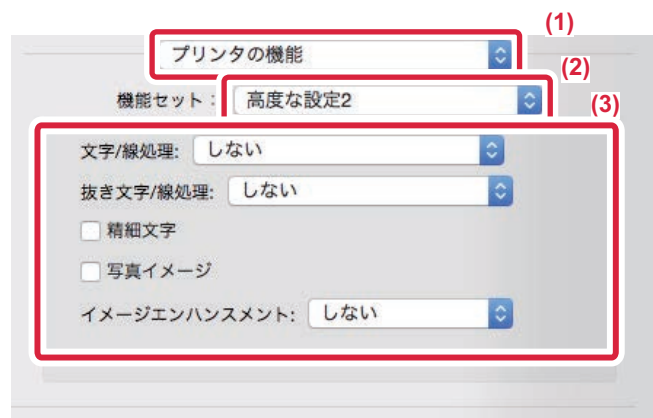 (1)
プリンタの機能
(2)
機能セット: 高度な設定2
(3)
文字/線処理: しない
抜き文字/線処理: しない
精細文字
写真イメージ
イメージエンハンスメント: しない